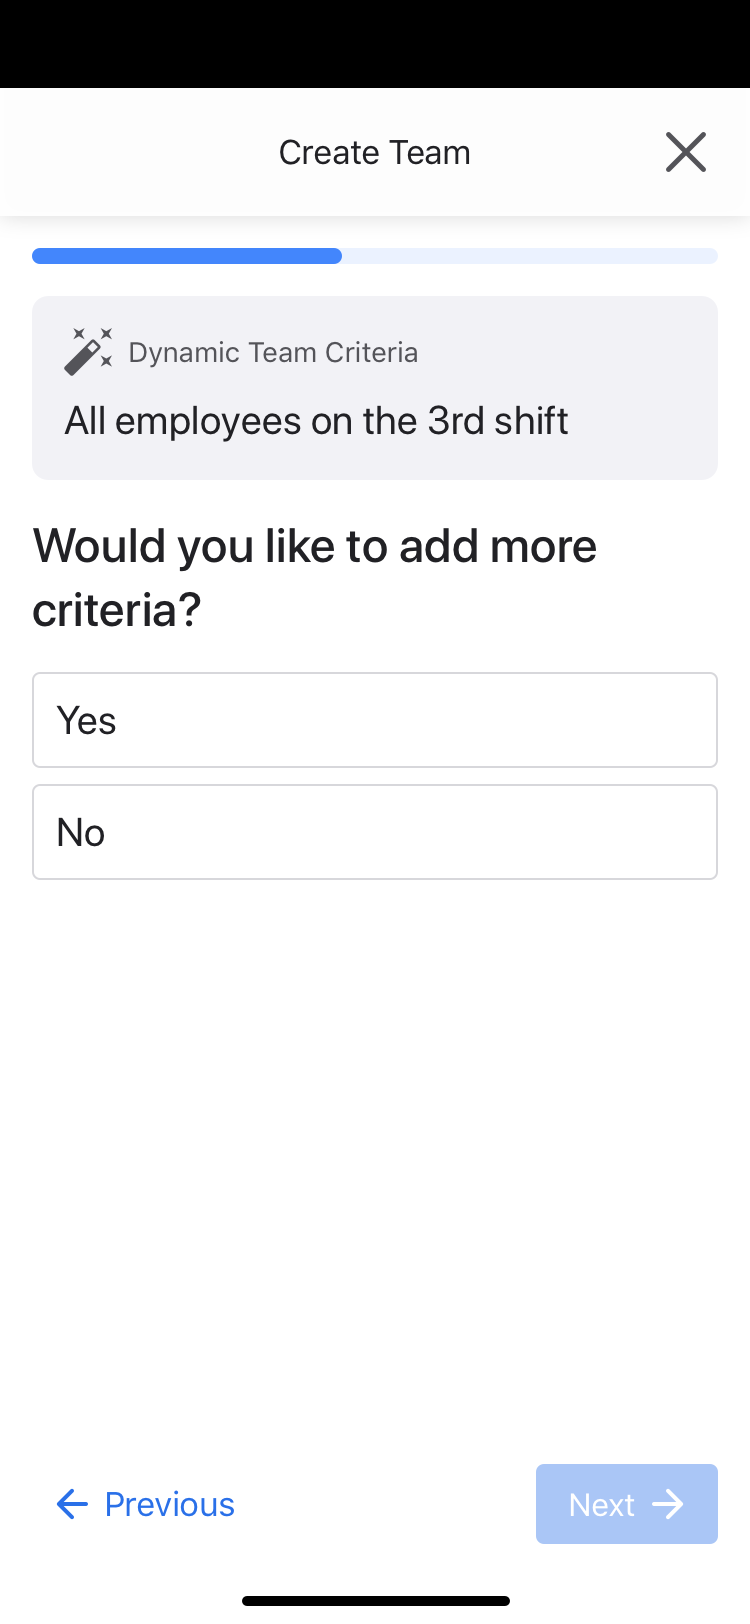 Create Team
Dynamic Team Criteria
All employees on the 3rd shift
Would you like to add more
criteria?
Yes
No
Previous
Next